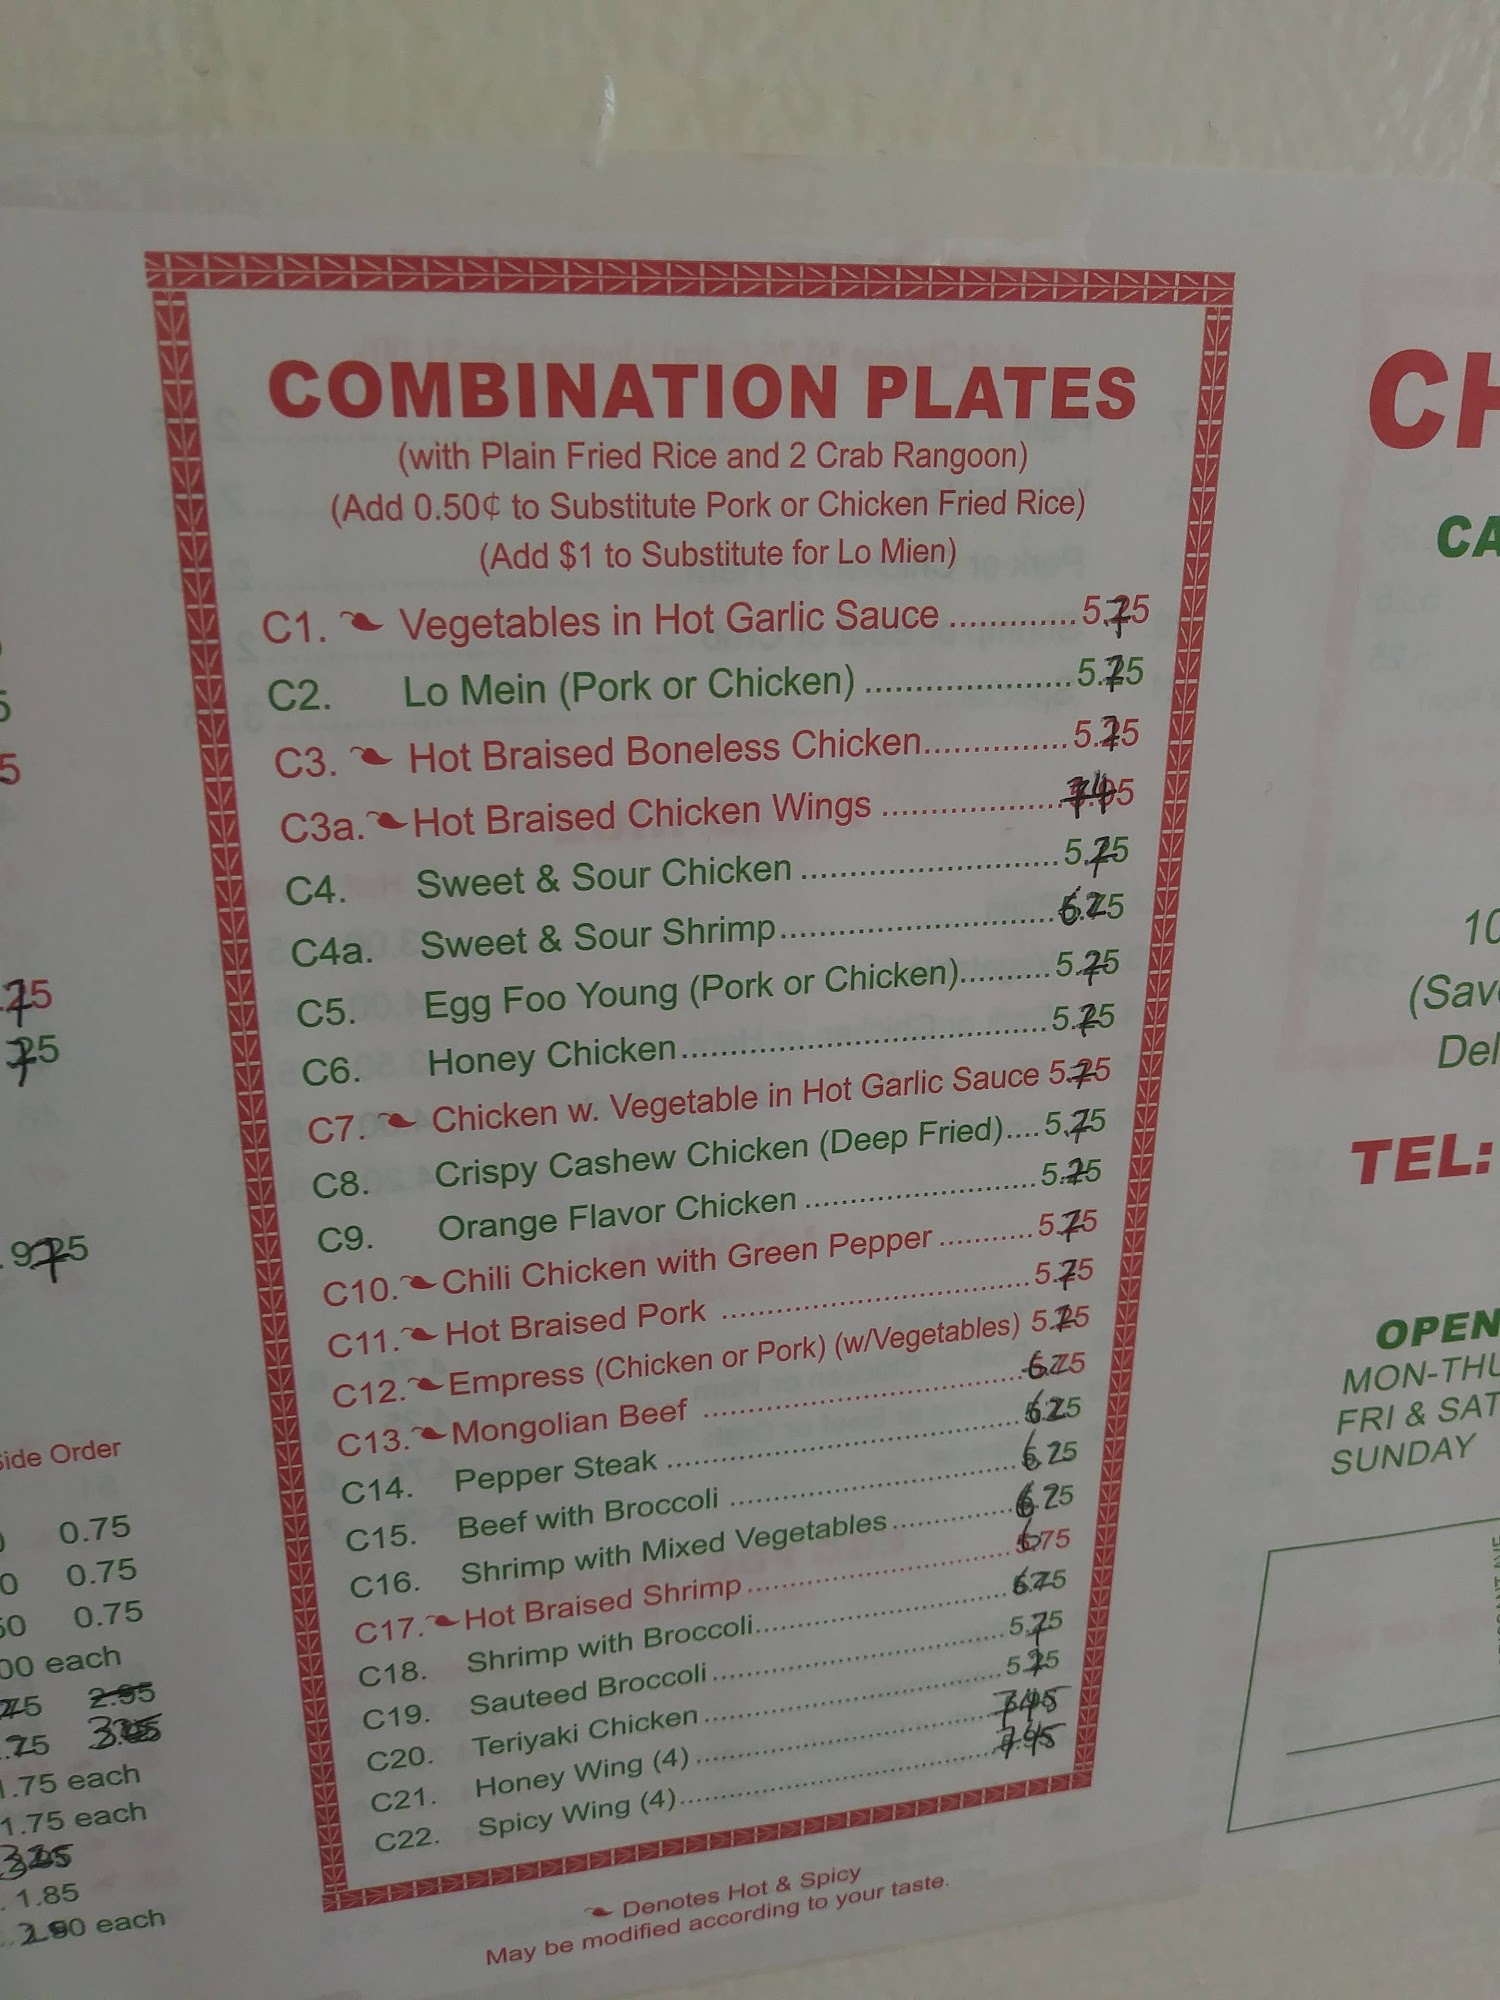 COMBINATION PLATES
(with Plain Fried Rice and 2 Crab Rangoon)
(Add 0.50¢ to Substitute Pork or Chicken Fried Rice)
(Add $1 to Substitute for Lo Mien)
C1. Vegetables in Hot Garlic Sauce ............. 5.75
C2. Lo Mein (Pork or Chicken) ..................... 5.75
C3. Hot Braised Boneless Chicken............... 5.75
C3a. Hot Braised Chicken Wings ..................
C4. Sweet & Sour Chicken .......................... 5.75
C4a. Sweet & Sour Shrimp............................ 6.25
C5. Egg Foo Young (Pork or Chicken).......... 5.75
C6. Honey Chicken...................................... 5.75
C7. Chicken w. Vegetable in Hot Garlic Sauce 5.75
C8. Crispy Cashew Chicken (Deep Fried).... 5.75
C9. Orange Flavor Chicken ......................... 5.75
C10. Chili Chicken with Green Pepper ........... 5.75
C11. Hot Braised Pork ................................. 5.75
C12. Empress (Chicken or Pork) (w/Vegetables) 5.75
C13. Mongolian Beef .................................. 6.25
C14. Pepper Steak ..................................... 6.25
C15. Beef with Broccoli .............................. 6.25
C16. Shrimp with Mixed Vegetables............. 6.25
C17. Hot Braised Shrimp............................ 6.75
C18. Shrimp with Broccoli........................... 6.25
C19. Sauteed Broccoli............................... 5.75
C20. Teriyaki Chicken................................ 5.75
C21. Honey Wing (4)................................. 7.45
C22. Spicy Wing (4)..................................
Denotes Hot & Spicy
May be modified according to your taste.
Side Order
0.75
0.75
0.75
00 each
2.95
1.75 each
1.75 each
1.85
each
CH
CA
10
(Save
Del
TEL:
OPEN
MON-THU
FRI & SAT
SUNDAY